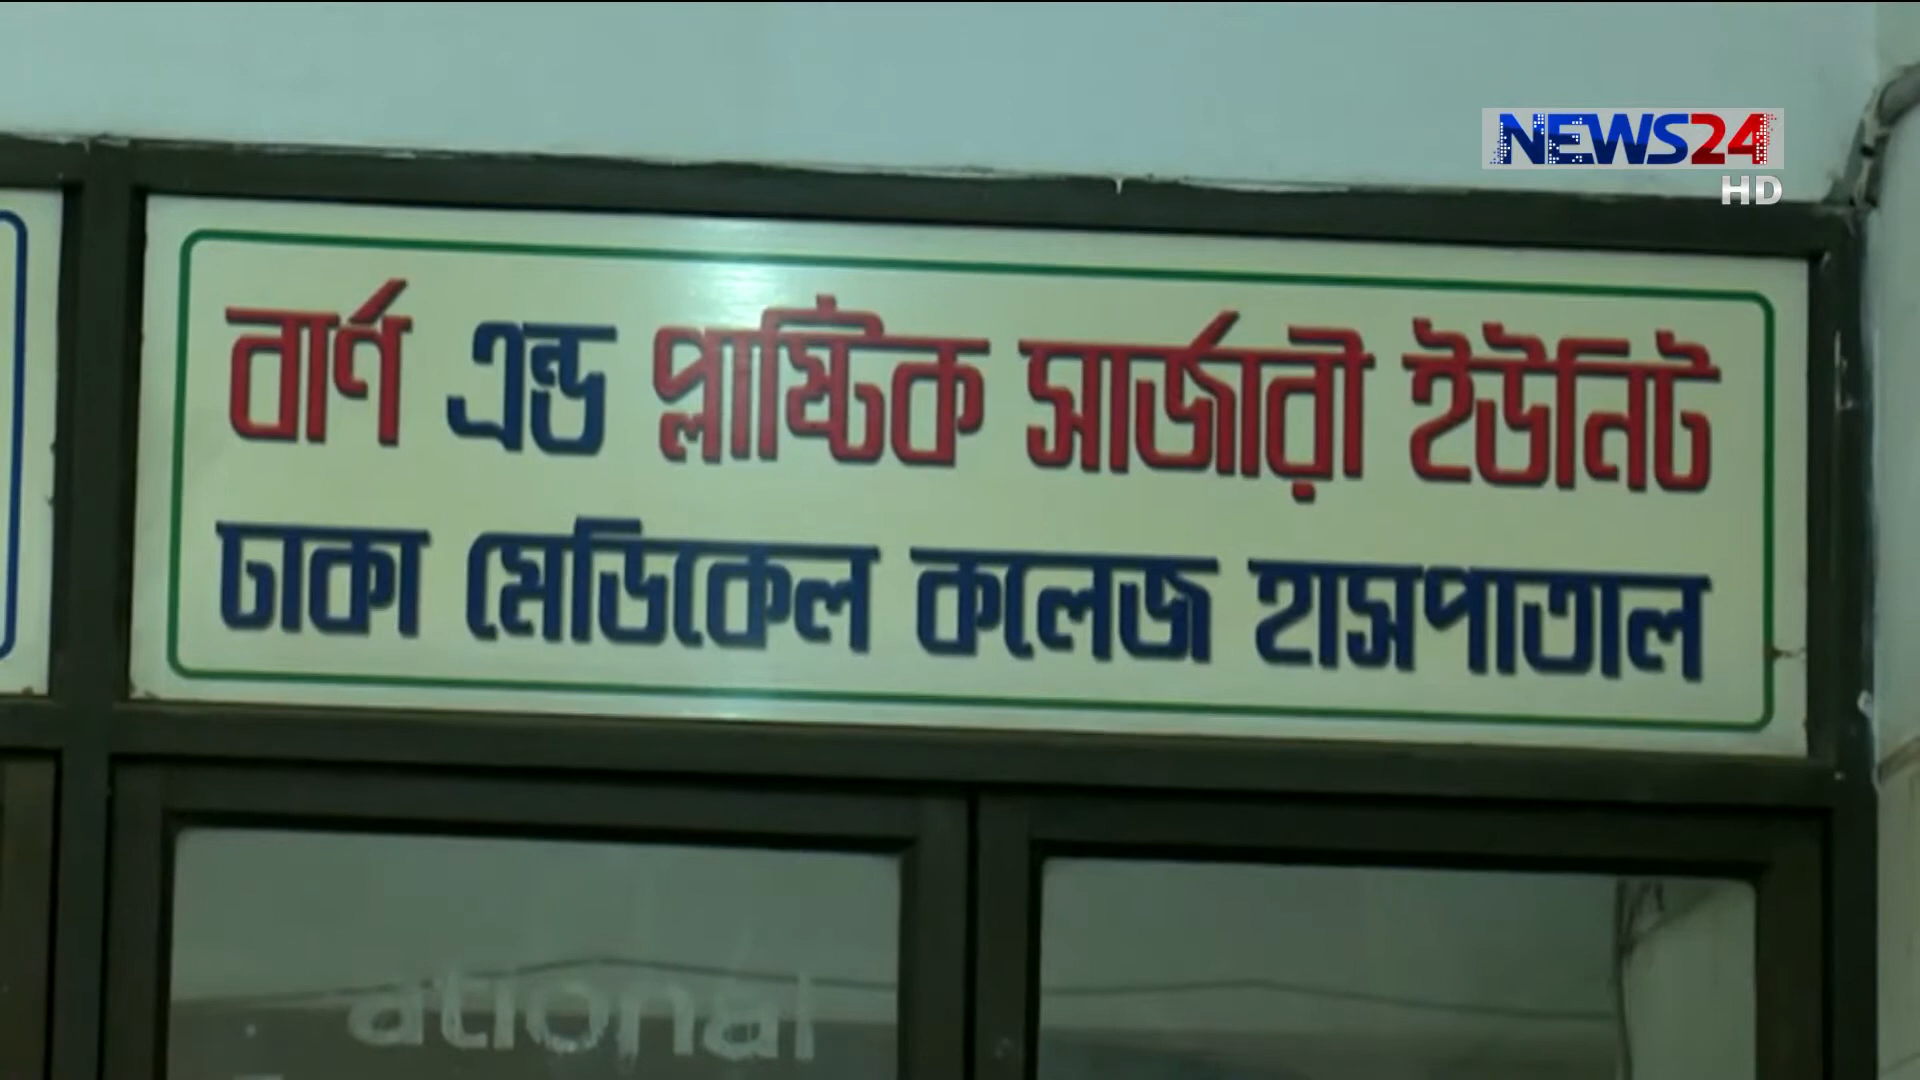 NEWS24
HD
বার্ণ এন্ড প্লাষ্টিক সার্জারী ইউনিট
ঢাকা মেডিকেল কলেজ হাসপাতাল
ational